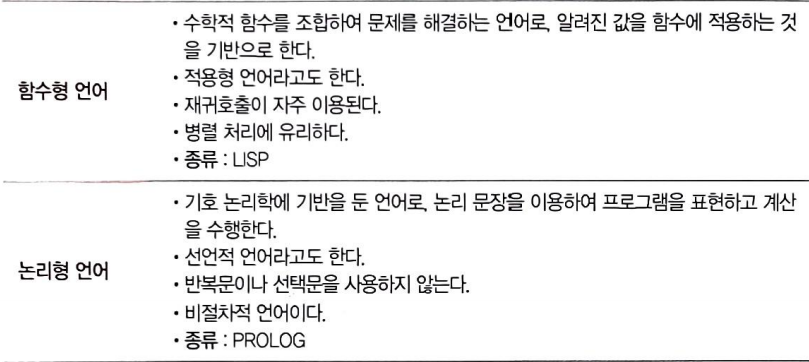 함수형 언어
• 수학적 함수를 조합하여 문제를 해결하는 언어로, 알려진 값을 함수에 적용하는 것
을 기반으로 한다.
• 적용형 언어라고도 한다.
• 재귀호출이 자주 이용된다.
• 병렬 처리에 유리하다.
• 종류 : LISP
논리형 언어
• 기호 논리학에 기반을 둔 언어로, 논리 문장을 이용하여 프로그램을 표현하고 계산
을 수행한다.
• 선언적 언어라고도 한다.
• 반복문이나 선택문을 사용하지 않는다.
• 비절차적 언어이다.
• 종류 : PROLOG